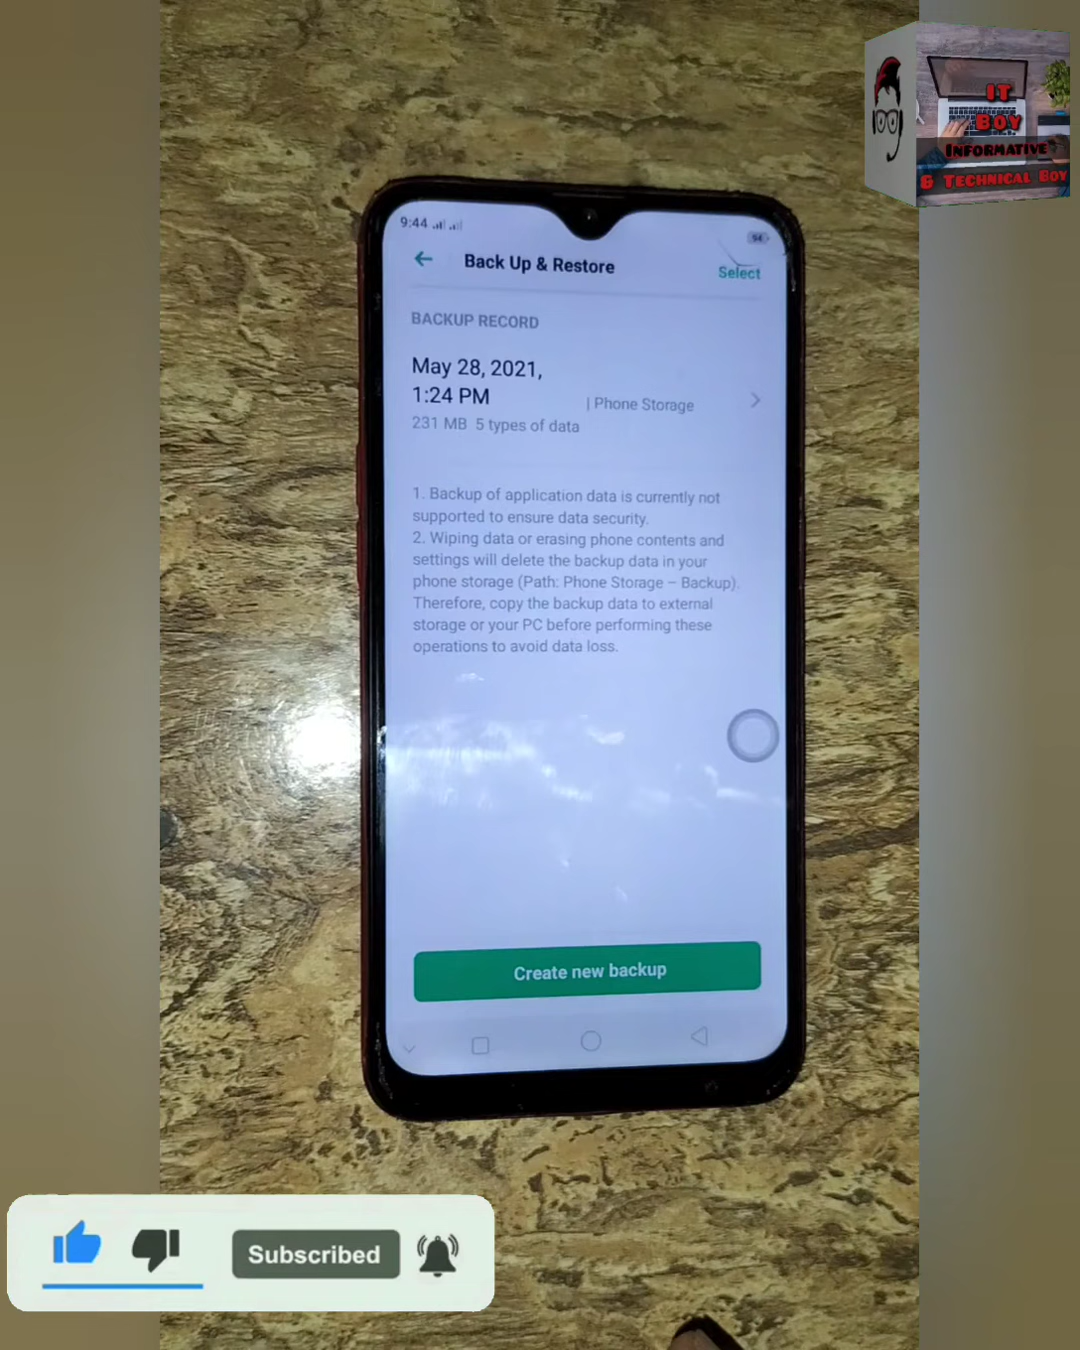 IT
BOY
INFORMATIVE
& TECHNICAL BOY
9:44
94
Back Up & Restore
Select
BACKUP RECORD
May 28, 2021,
1:24 PM
| Phone Storage
231 MB 5 types of data
1. Backup of application data is currently not
supported to ensure data security.
2. Wiping data or erasing phone contents and
settings will delete the backup data in your
phone storage (Path: Phone Storage – Backup).
Therefore, copy the backup data to external
storage or your PC before performing these
operations to avoid data loss.
Create new backup
Subscribed